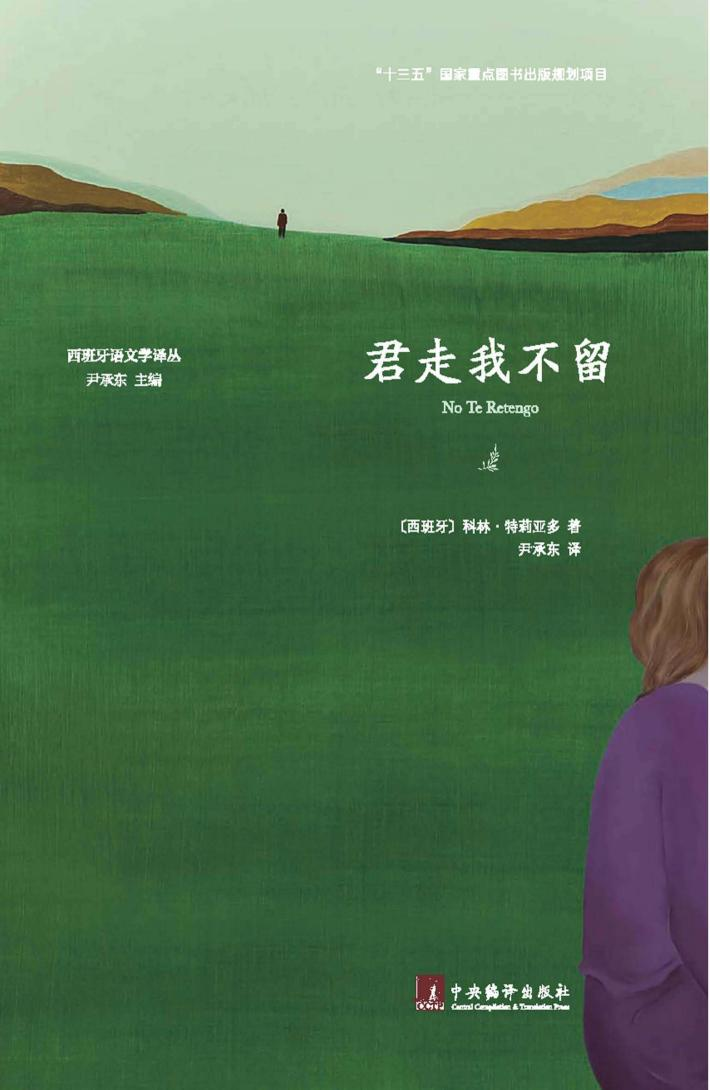 “十三五”国家重点图书出版规划项目
西班牙语文学译丛
尹承东 主编
君走我不留
No Te Retengo
〔西班牙〕科林·特莉亚多 著
尹承东 译
中央编译出版社
CCTP
Central Compilation & Translation Press